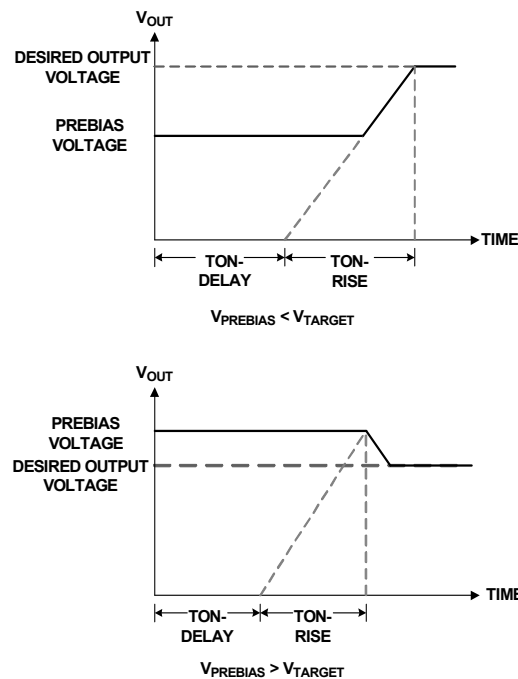 VOUT
DESIRED OUTPUT
VOLTAGE
PREBIAS
VOLTAGE
TIME
TON-
DELAY
TON-
RISE
VPREBIAS < VTARGET
VOUT
PREBIAS
VOLTAGE
DESIRED OUTPUT
VOLTAGE
TIME
TON-
DELAY
TON-
RISE
VPREBIAS > VTARGET